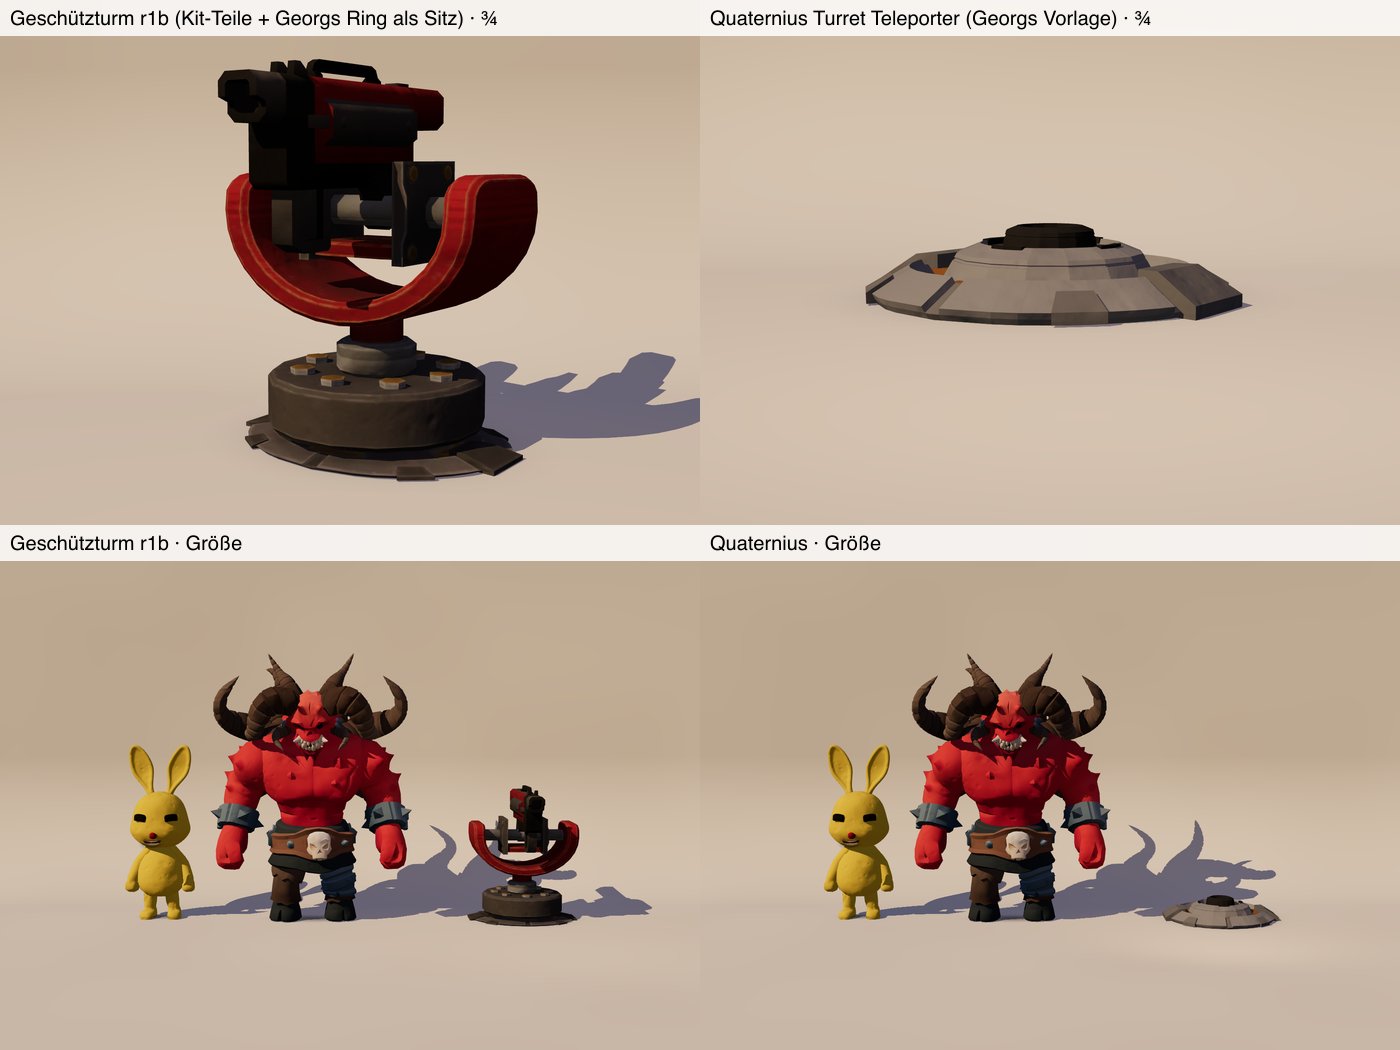 Geschützturm r1b (Kit-Teile + Georgs Ring als Sitz) · ¾
Quaternius Turret Teleporter (Georgs Vorlage) · ¾
Geschützturm r1b · Größe
Quaternius · Größe